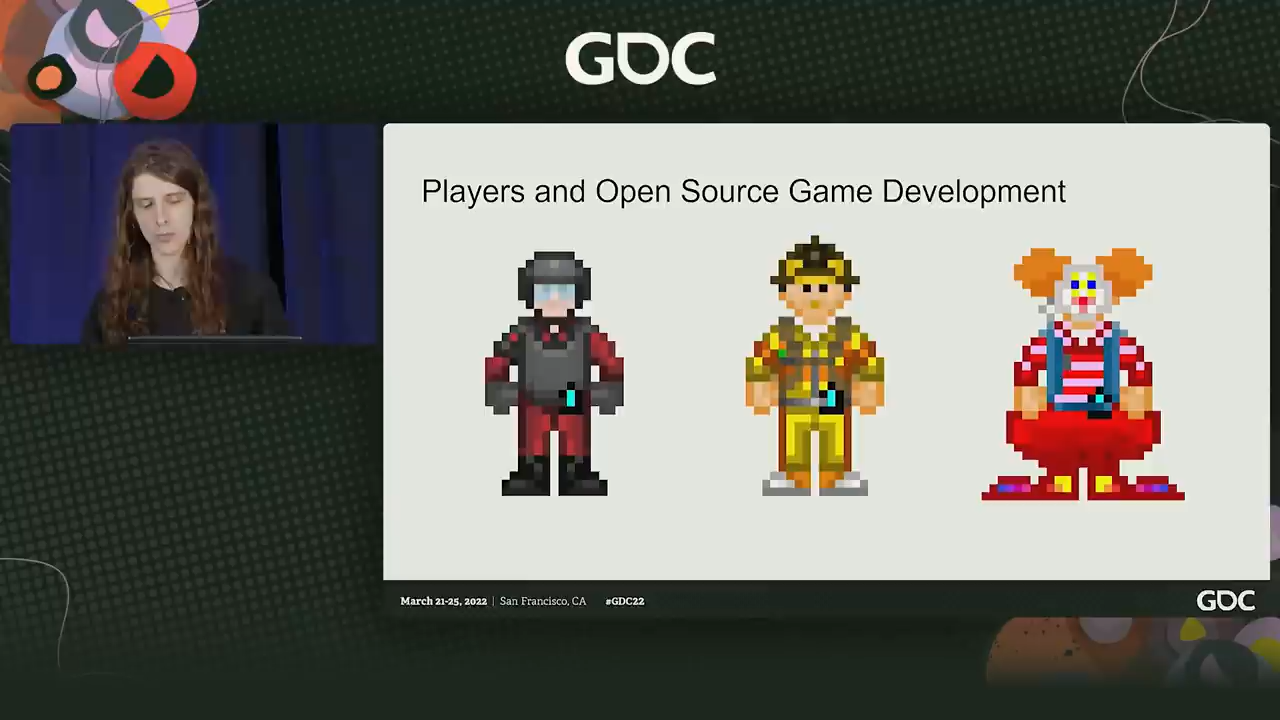 GDC
Players and Open Source Game Development
March 21-25, 2022 | San Francisco, CA #GDC22 GDC